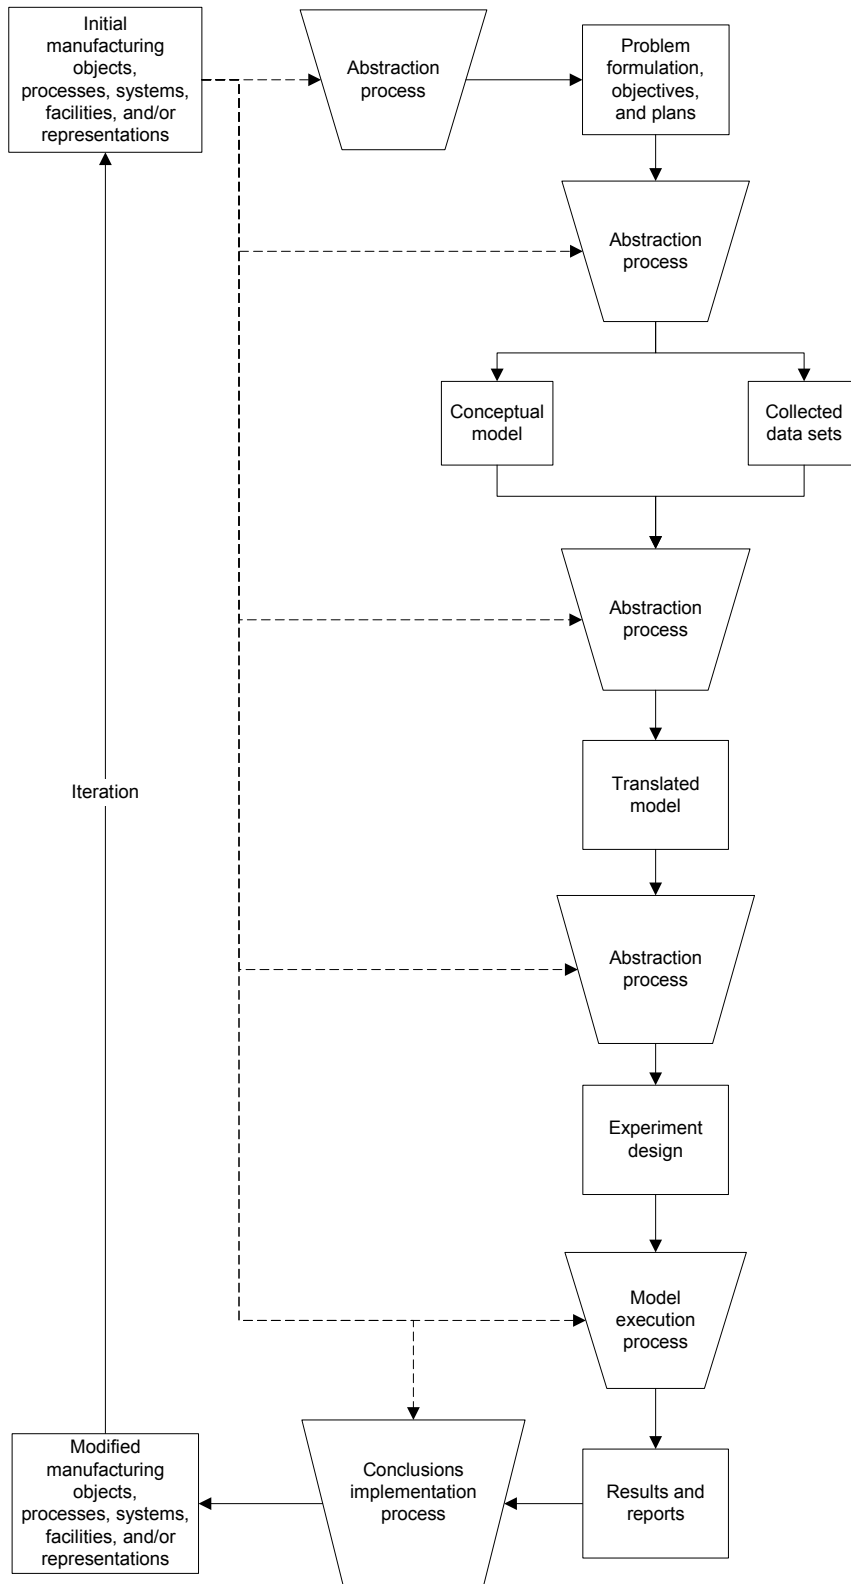 Initial
manufacturing
objects,
processes, systems,
facilities, and/or
representations
Abstraction
process
Problem
formulation,
objectives,
and plans
Abstraction
process
Conceptual
model
Collected
data sets
Abstraction
process
Translated
model
Iteration
Abstraction
process
Experiment
design
Model
execution
process
Modified
manufacturing
objects,
processes, systems,
facilities, and/or
representations
Conclusions
implementation
process
Results and
reports